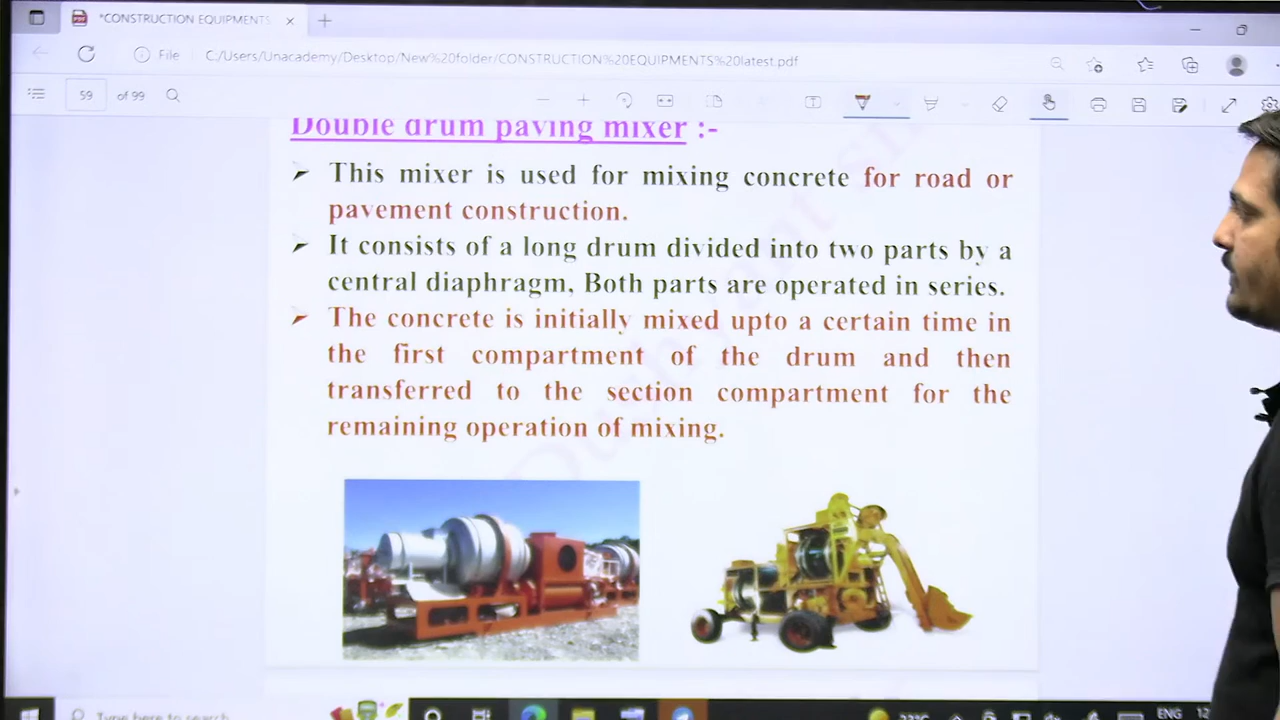 *CONSTRUCTION EQUIPMENTS
File C:/Users/Unacademy/Desktop/New%20folder/CONSTRUCTION%20EQUIPMENTS%20latest.pdf
59 of 99
Double drum paving mixer :-
➤ This mixer is used for mixing concrete for road or
pavement construction.
➤ It consists of a long drum divided into two parts by a
central diaphragm, Both parts are operated in series.
➤ The concrete is initially mixed upto a certain time in
the first compartment of the drum and then
transferred to the section compartment for the
remaining operation of mixing.
Type here to search
ENG